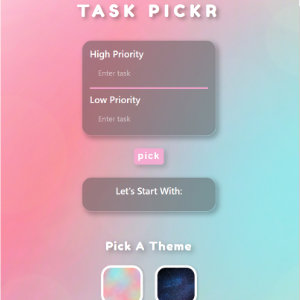 TASK PICKR
High Priority
Enter task
Low Priority
Enter task
pick
Let's Start With:
Pick A Theme